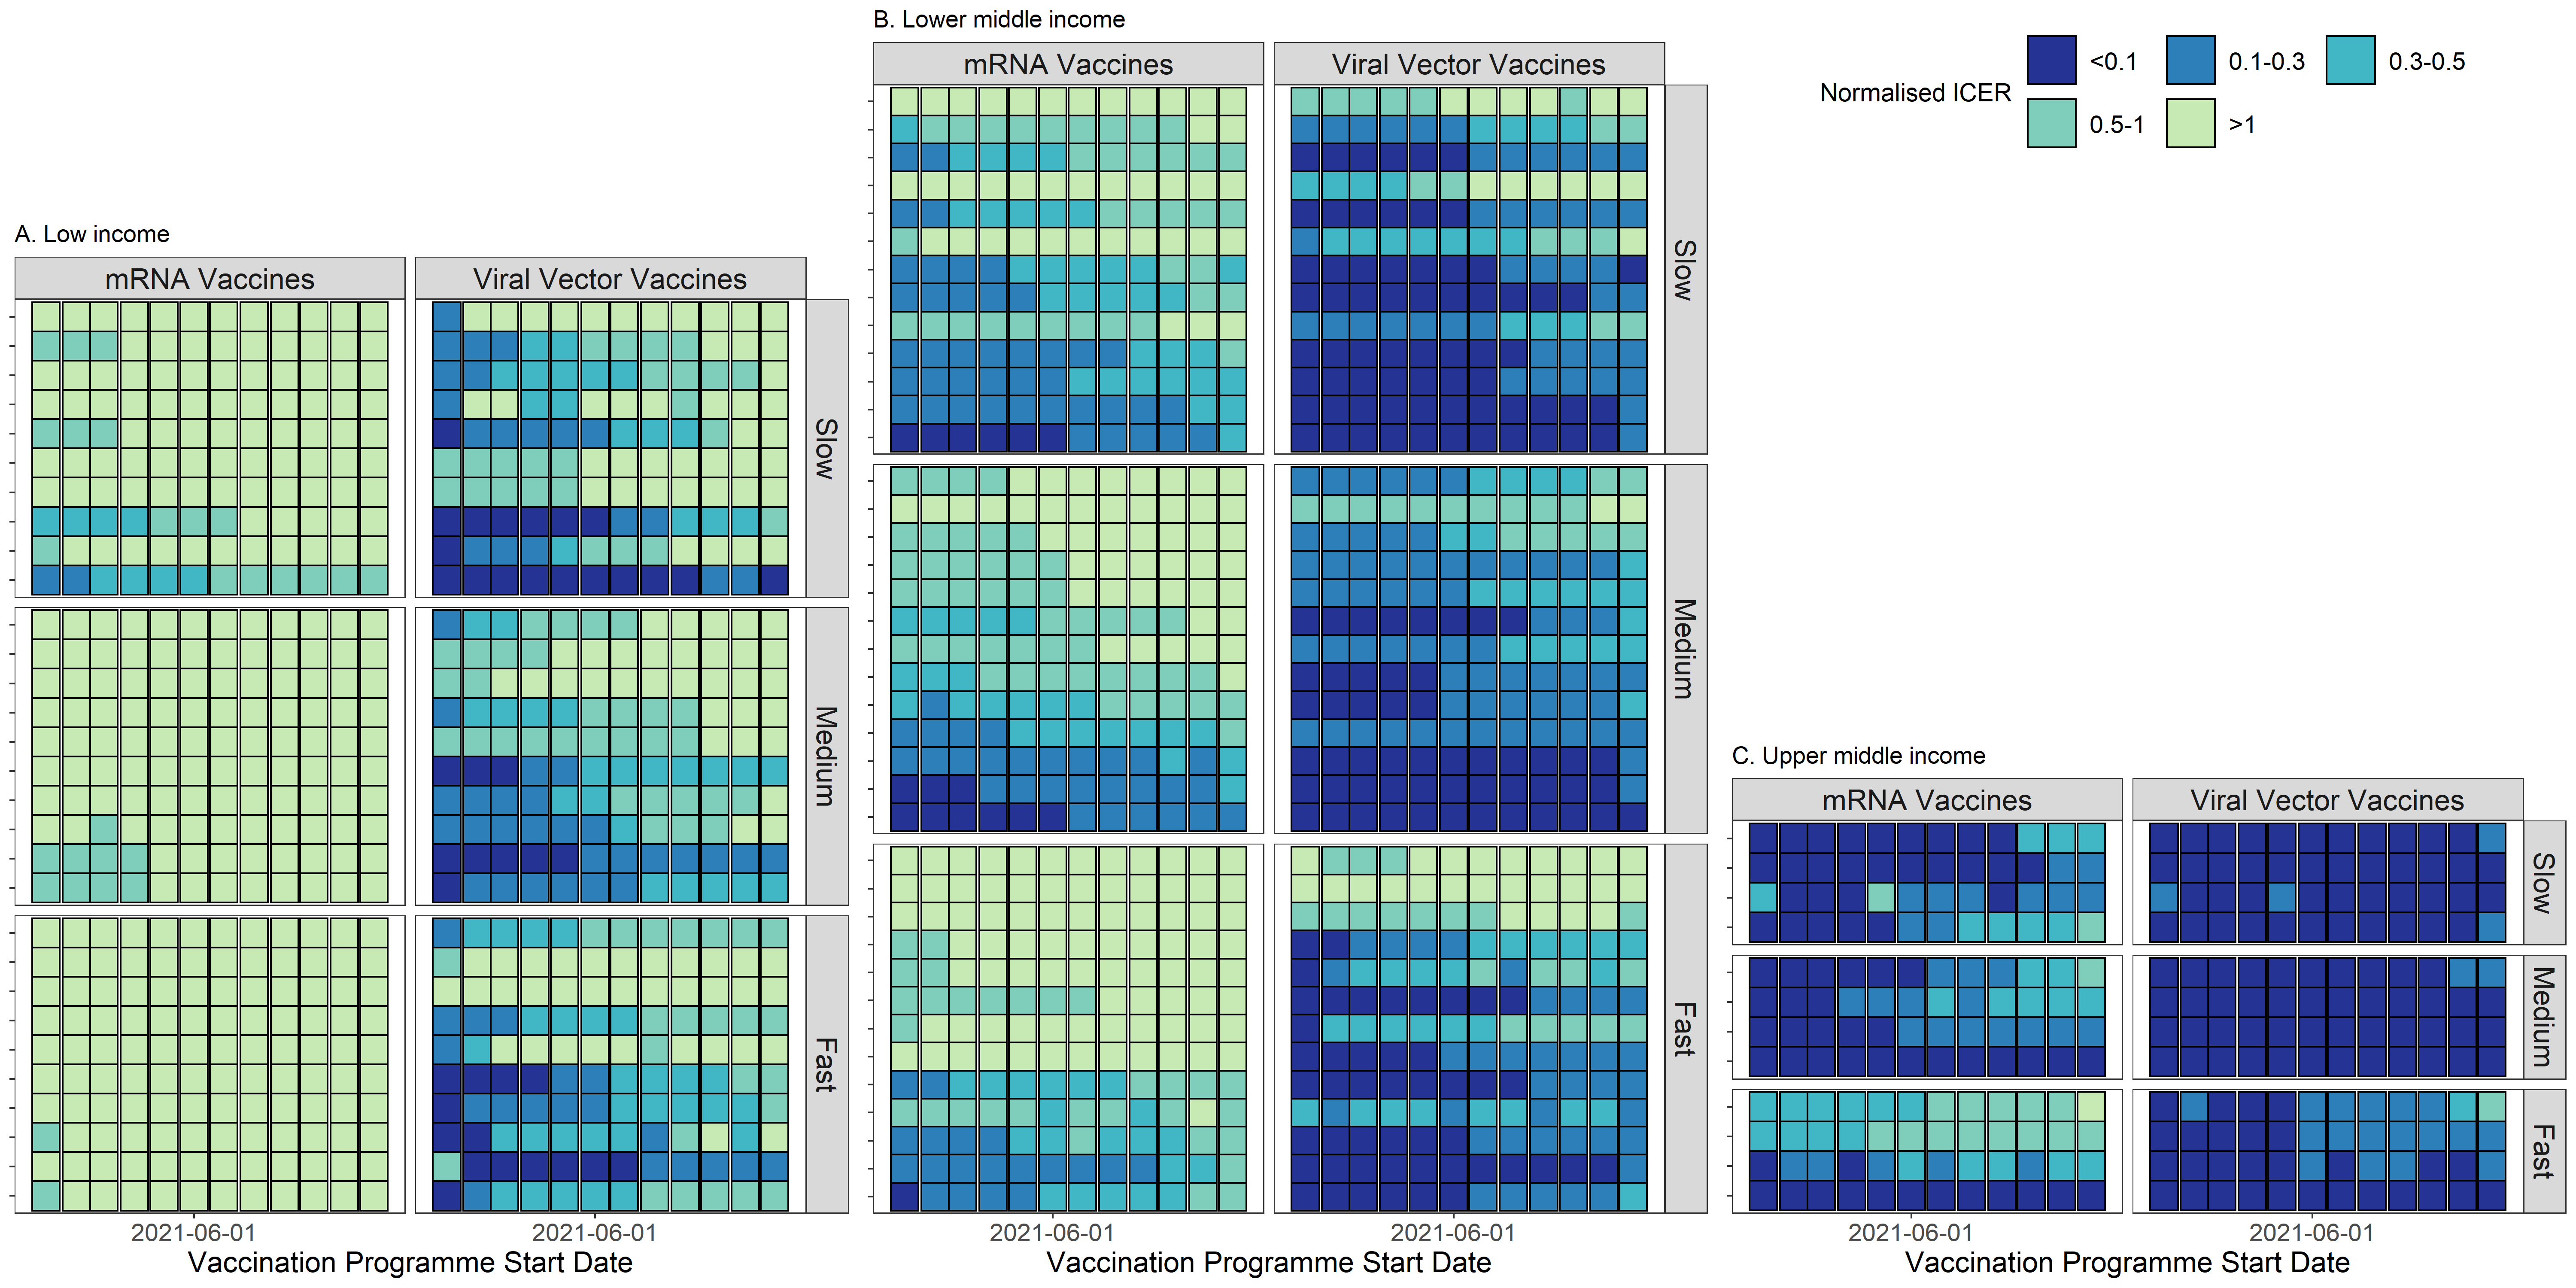 B. Lower middle income
mRNA Vaccines
Viral Vector Vaccines
Slow
Medium
Fast
2021-06-01
2021-06-01
Vaccination Programme Start Date
Normalised ICER
<0.1
0.1-0.3
0.3-0.5
0.5-1
>1
A. Low income
mRNA Vaccines
Viral Vector Vaccines
Slow
Medium
Fast
2021-06-01
2021-06-01
Vaccination Programme Start Date
C. Upper middle income
mRNA Vaccines
Viral Vector Vaccines
Slow
Medium
Fast
2021-06-01
2021-06-01
Vaccination Programme Start Date